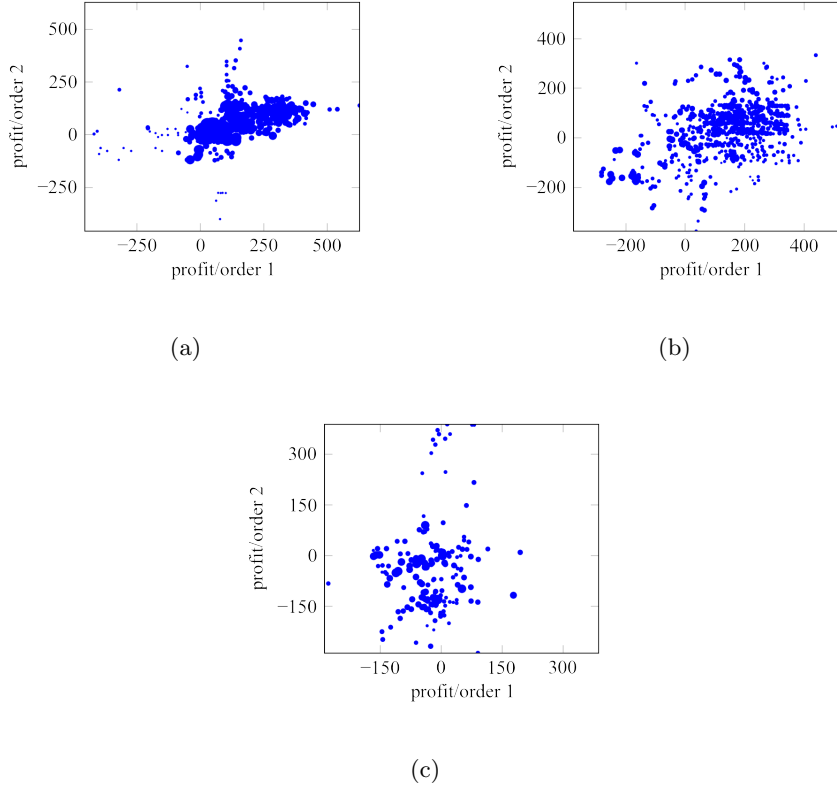 500
250
0
−250
profit/order 2
−250 0 250 500
profit/order 1
(a)
400
200
0
−200
profit/order 2
−200 0 200 400
profit/order 1
(b)
300
150
0
−150
profit/order 2
−150 0 150 300
profit/order 1
(c)